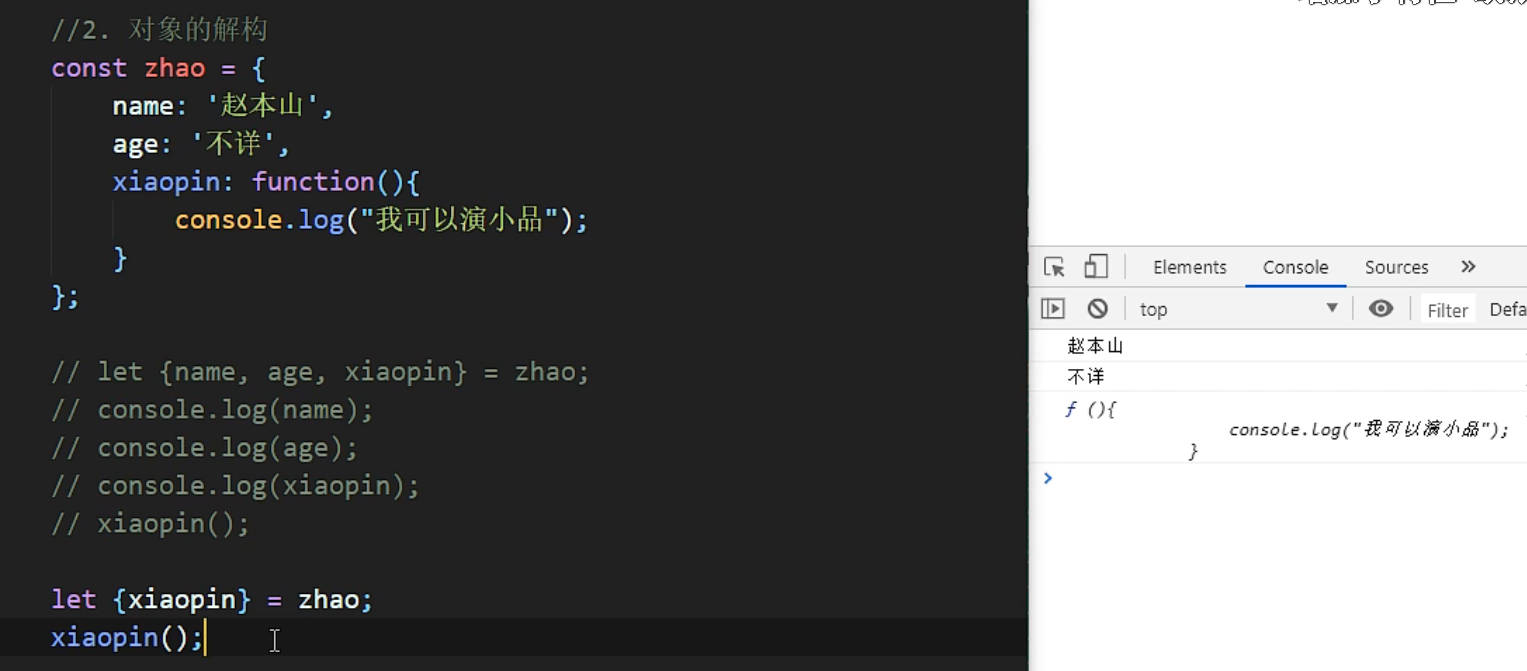 //2. 对象的解构
const zhao = {
    name: '赵本山',
    age: '不详',
    xiaopin: function(){
        console.log("我可以演小品");
    }
};
// let {name, age, xiaopin} = zhao;
// console.log(name);
// console.log(age);
// console.log(xiaopin);
// xiaopin();
let {xiaopin} = zhao;
xiaopin();
Elements Console Sources »
top Filter Defa
赵本山
不详
f (){
console.log("我可以演小品");
}
>